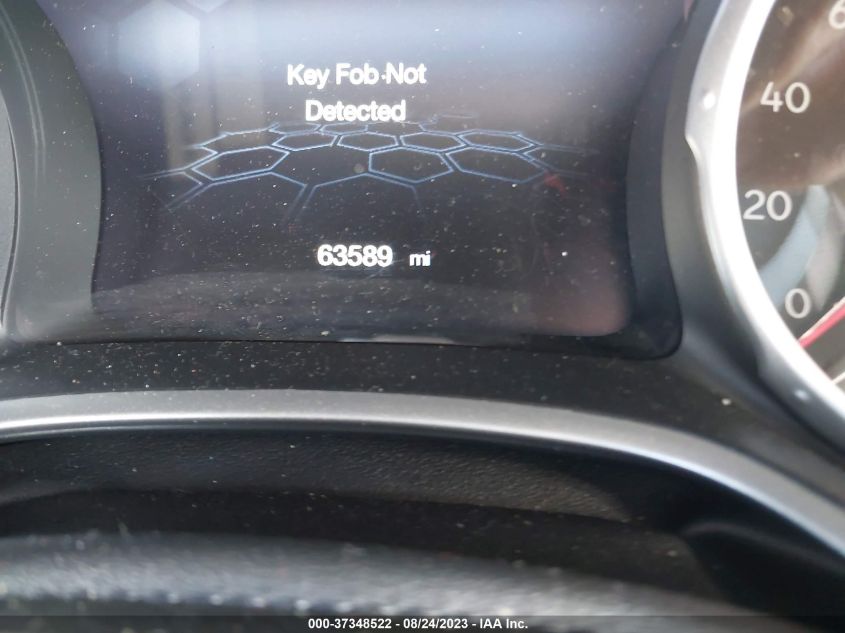 Key Fob Not
Detected
63589 mi
40
20
0
000-37348522 - 08/24/2023 - IAA Inc.